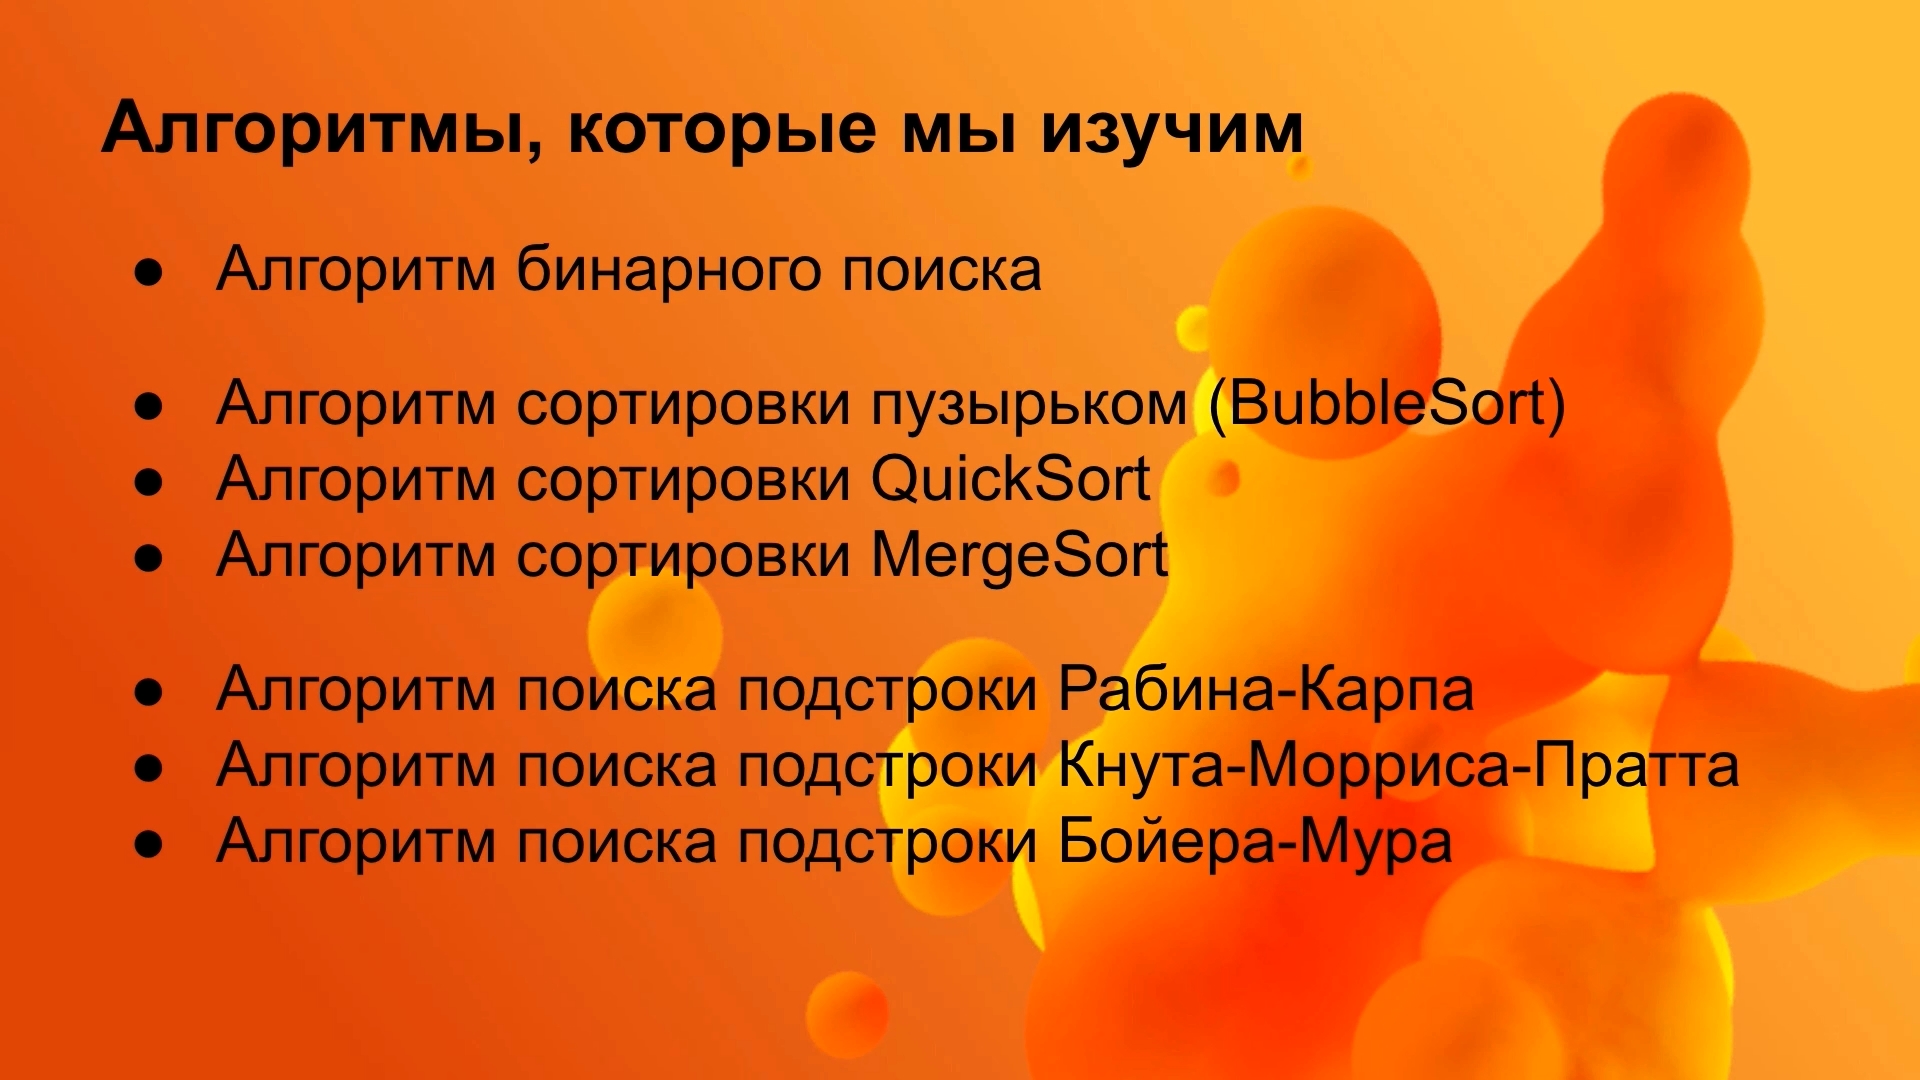 Алгоритмы, которые мы изучим
● Алгоритм бинарного поиска
● Алгоритм сортировки пузырьком (BubbleSort)
● Алгоритм сортировки QuickSort
● Алгоритм сортировки MergeSort
● Алгоритм поиска подстроки Рабина-Карпа
● Алгоритм поиска подстроки Кнута-Морриса-Пратта
● Алгоритм поиска подстроки Бойера-Мура